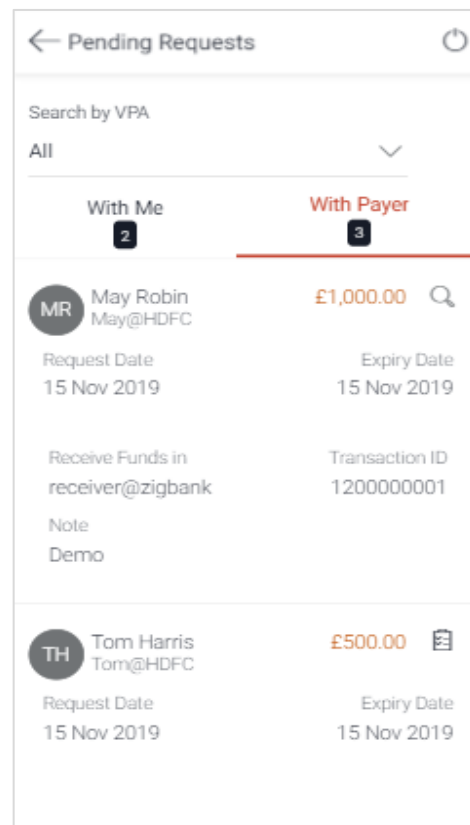 Pending Requests
Search by VPA
All
With Me
With Payer
2
3
MR
May Robin
£1,000.00
May@HDFC
Request Date
Expiry Date
15 Nov 2019
15 Nov 2019
Receive Funds in
Transaction ID
receiver@zigbank
1200000001
Note
Demo
TH
Tom Harris
£500.00
Tom@HDFC
Request Date
Expiry Date
15 Nov 2019
15 Nov 2019